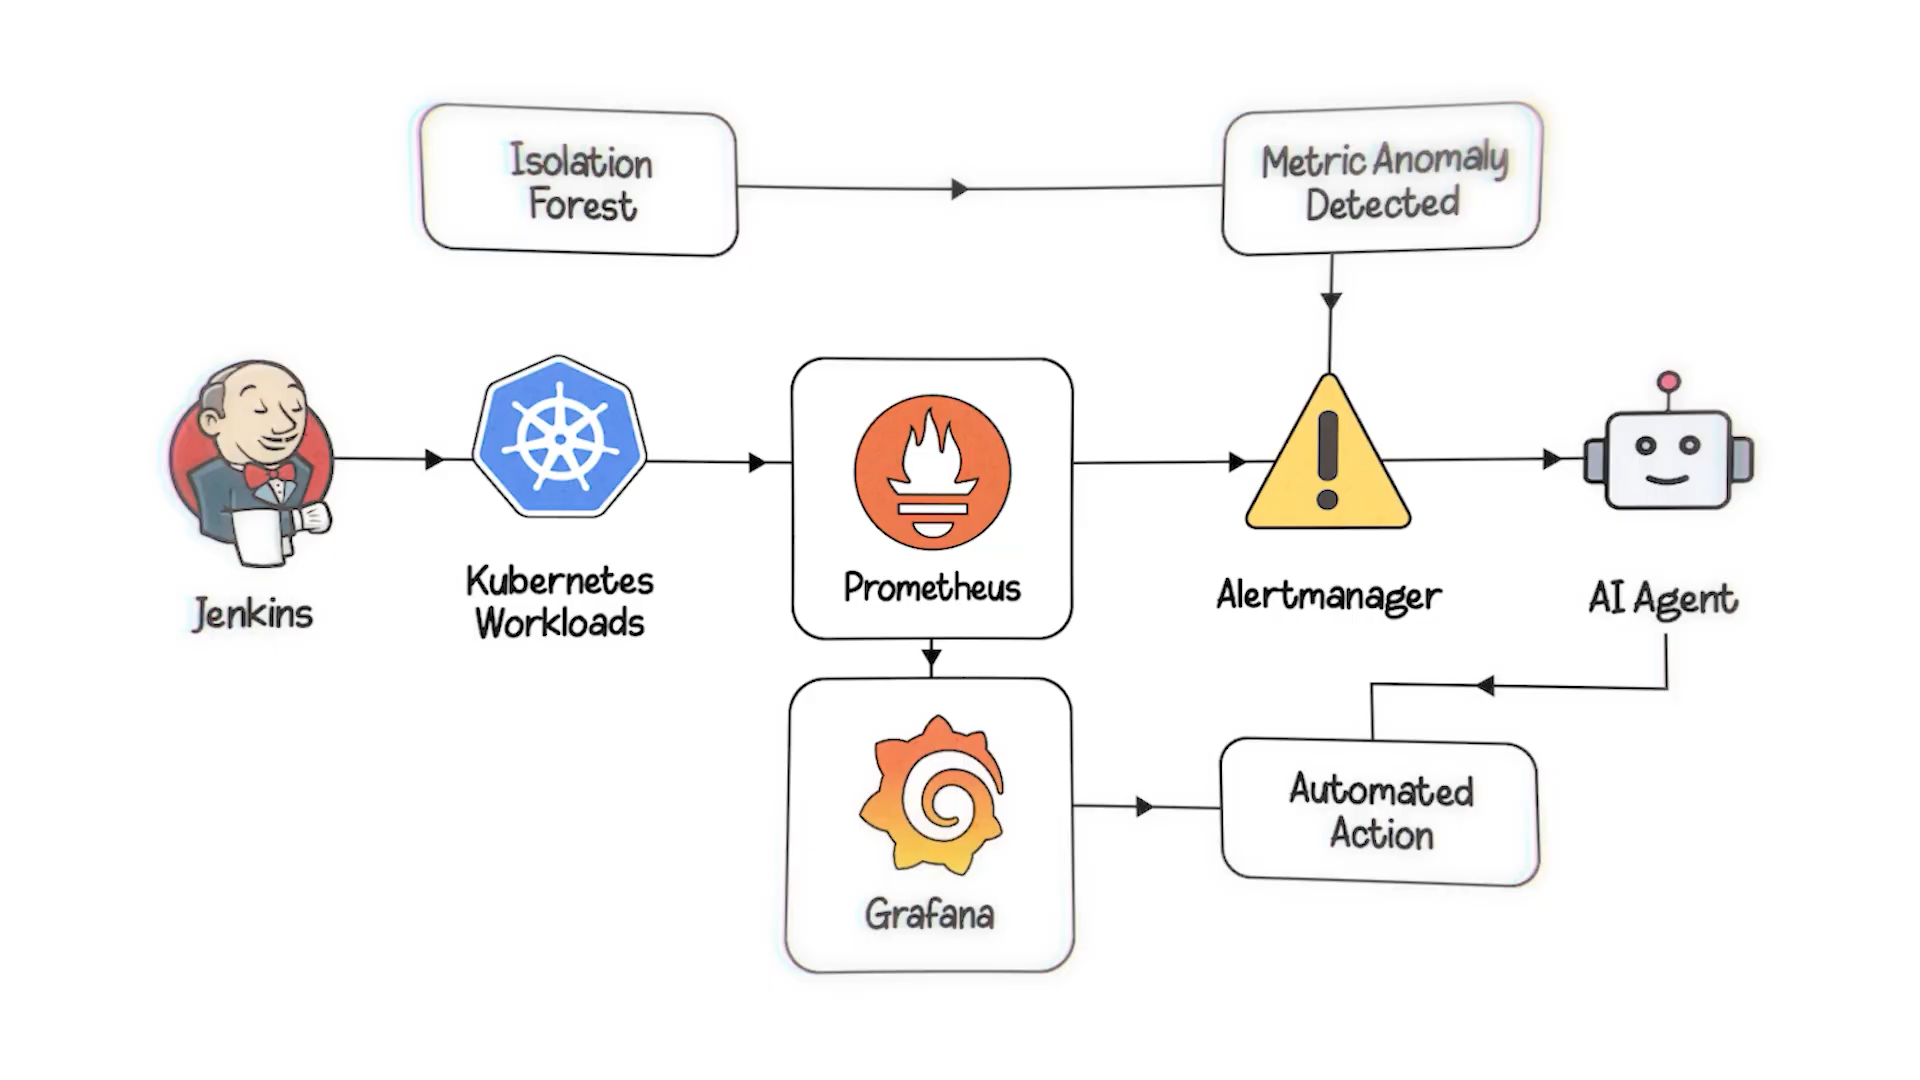 Isolation
Forest
Metric Anomaly
Detected
Jenkins
Kubernetes
Workloads
Prometheus
Alertmanager
AI Agent
Grafana
Automated
Action